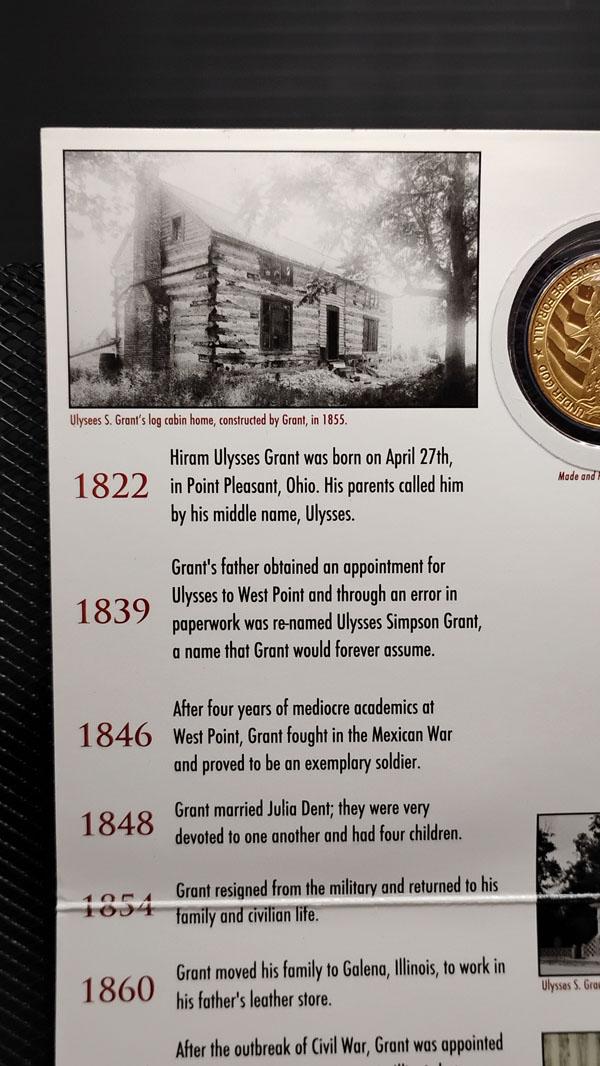 Ulysees S. Grant's log cabin home, constructed by Grant, in 1855.
1822
Hiram Ulysses Grant was born on April 27th,
in Point Pleasant, Ohio. His parents called him
by his middle name, Ulysses.
1839
Grant's father obtained an appointment for
Ulysses to West Point and through an error in
paperwork was re-named Ulysses Simpson Grant,
a name that Grant would forever assume.
1846
After four years of mediocre academics at
West Point, Grant fought in the Mexican War
and proved to be an exemplary soldier.
1848
Grant married Julia Dent; they were very
devoted to one another and had four children.
1854
Grant resigned from the military and returned to his
family and civilian life.
1860
Grant moved his family to Galena, Illinois, to work in
his father's leather store.
After the outbreak of Civil War, Grant was appointed
UNDER GOD ★ JUSTICE FOR ALL
Made and
Ulysses S.